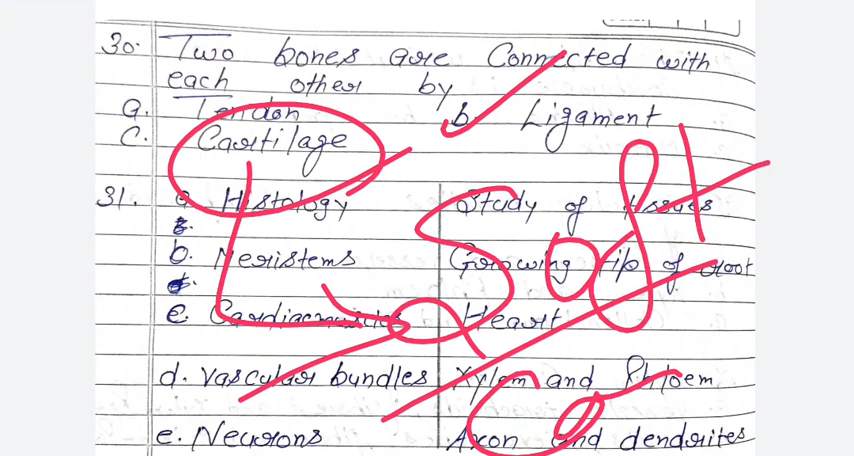 30. Two bones are Connected with
each other by
a. Tendon b. Ligament
c. Cartilage
31. a. Histology Study of tissues
b. Meristems Growing tip of root
c. Cardiacmuscles Heart
d. Vascular bundles Xylem and Phloem
e. Neurons Axon and dendrites